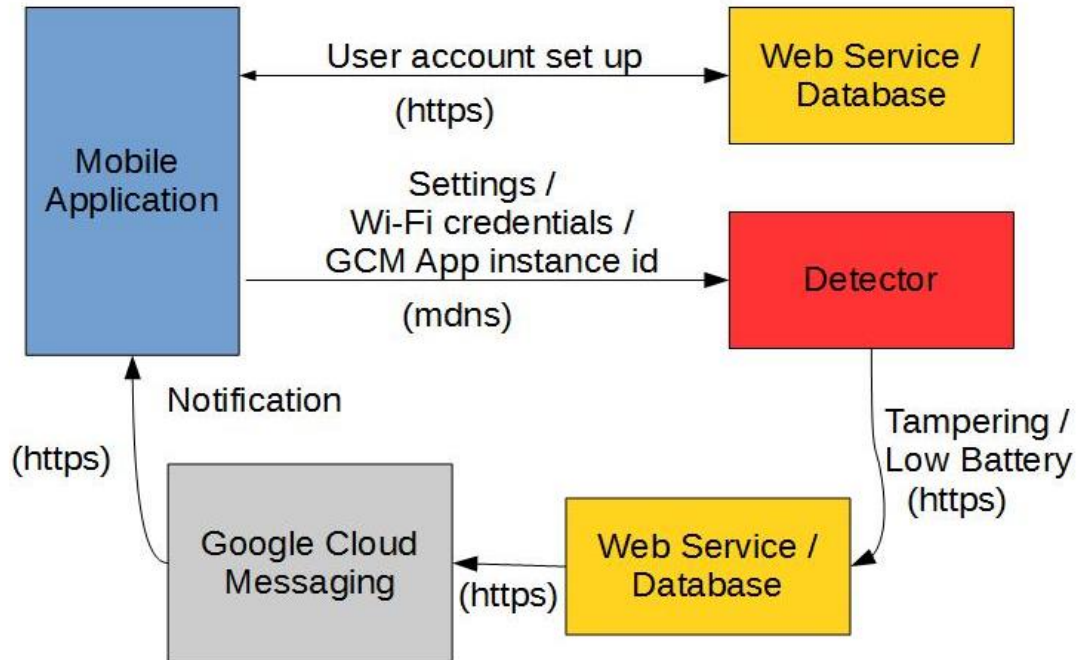 User account set up
(https)
Web Service /
Database
Mobile
Application
Settings /
Wi-Fi credentials /
GCM App instance id
(mdns)
Detector
Notification
(https)
Tampering /
Low Battery
(https)
Google Cloud
Messaging
(https)
Web Service /
Database